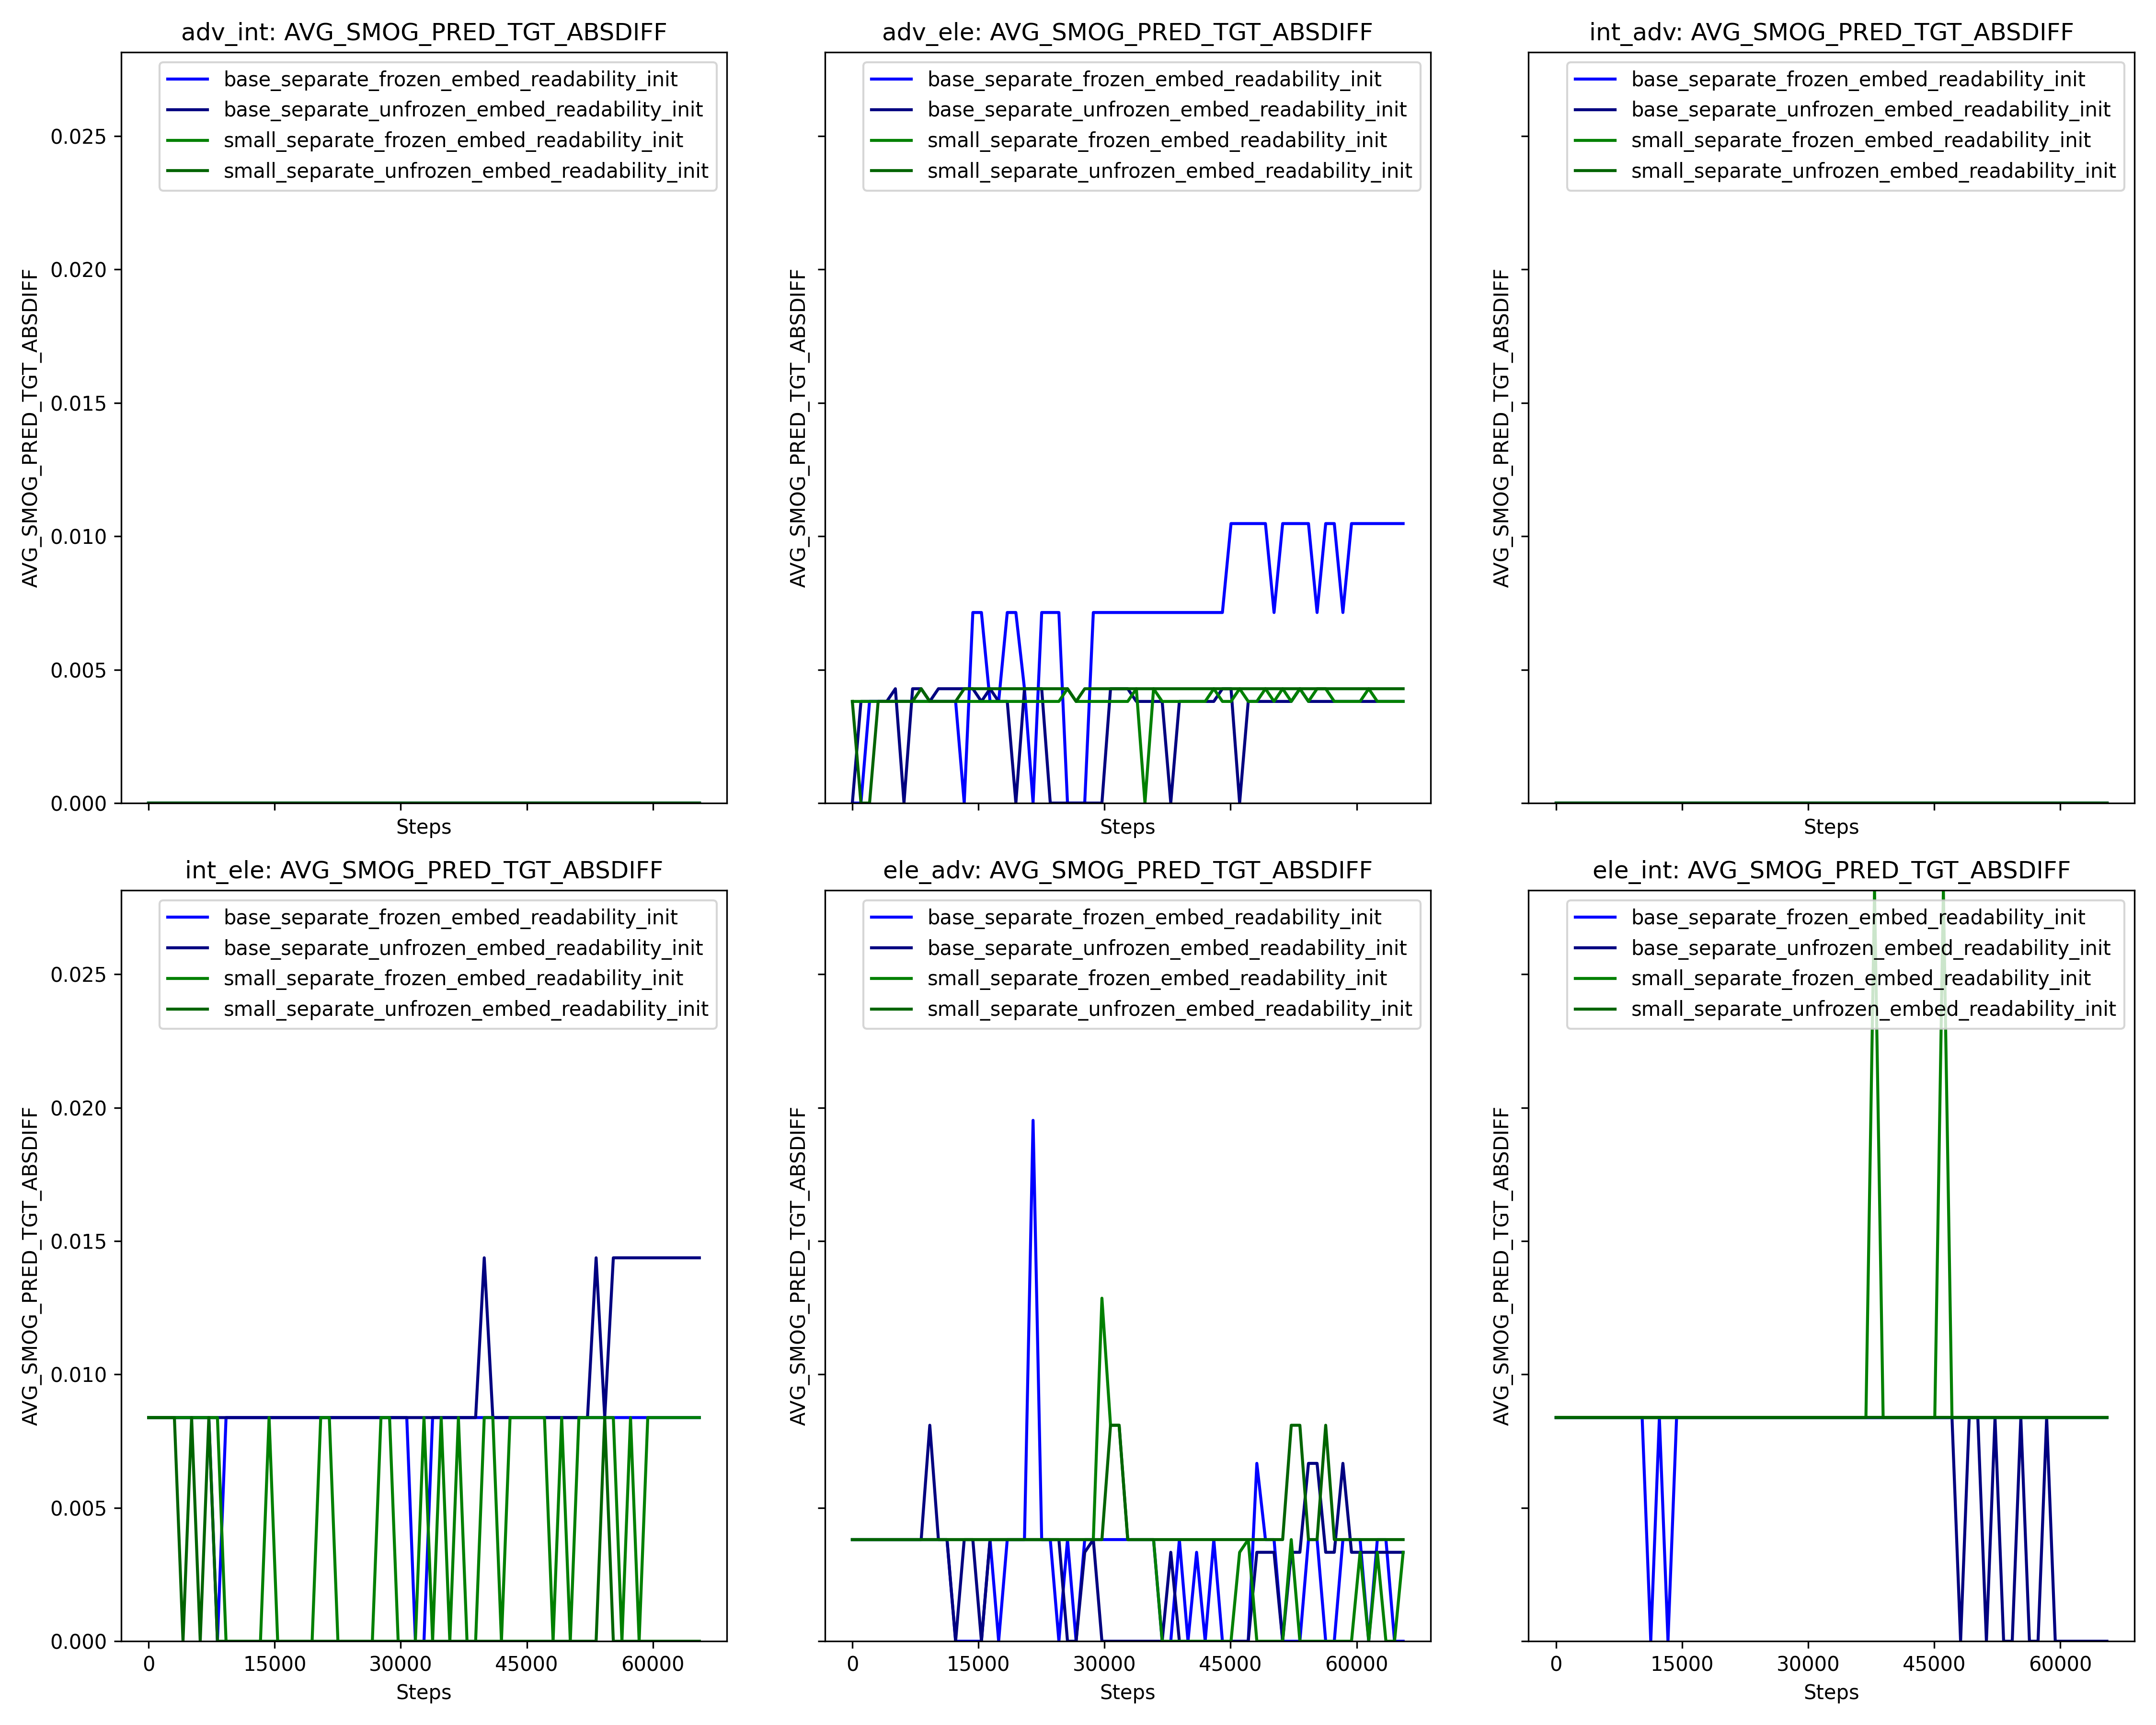 adv_int: AVG_SMOG_PRED_TGT_ABSDIFF
base_separate_frozen_embed_readability_init
base_separate_unfrozen_embed_readability_init
small_separate_frozen_embed_readability_init
small_separate_unfrozen_embed_readability_init
AVG_SMOG_PRED_TGT_ABSDIFF
0.025
0.020
0.015
0.010
0.005
0.000
Steps
adv_ele: AVG_SMOG_PRED_TGT_ABSDIFF
base_separate_frozen_embed_readability_init
base_separate_unfrozen_embed_readability_init
small_separate_frozen_embed_readability_init
small_separate_unfrozen_embed_readability_init
AVG_SMOG_PRED_TGT_ABSDIFF
Steps
int_adv: AVG_SMOG_PRED_TGT_ABSDIFF
base_separate_frozen_embed_readability_init
base_separate_unfrozen_embed_readability_init
small_separate_frozen_embed_readability_init
small_separate_unfrozen_embed_readability_init
AVG_SMOG_PRED_TGT_ABSDIFF
Steps
int_ele: AVG_SMOG_PRED_TGT_ABSDIFF
base_separate_frozen_embed_readability_init
base_separate_unfrozen_embed_readability_init
small_separate_frozen_embed_readability_init
small_separate_unfrozen_embed_readability_init
AVG_SMOG_PRED_TGT_ABSDIFF
0.025
0.020
0.015
0.010
0.005
0.000
0 15000 30000 45000 60000
Steps
ele_adv: AVG_SMOG_PRED_TGT_ABSDIFF
base_separate_frozen_embed_readability_init
base_separate_unfrozen_embed_readability_init
small_separate_frozen_embed_readability_init
small_separate_unfrozen_embed_readability_init
AVG_SMOG_PRED_TGT_ABSDIFF
0 15000 30000 45000 60000
Steps
ele_int: AVG_SMOG_PRED_TGT_ABSDIFF
base_separate_frozen_embed_readability_init
base_separate_unfrozen_embed_readability_init
small_separate_frozen_embed_readability_init
small_separate_unfrozen_embed_readability_init
AVG_SMOG_PRED_TGT_ABSDIFF
0 15000 30000 45000 60000
Steps